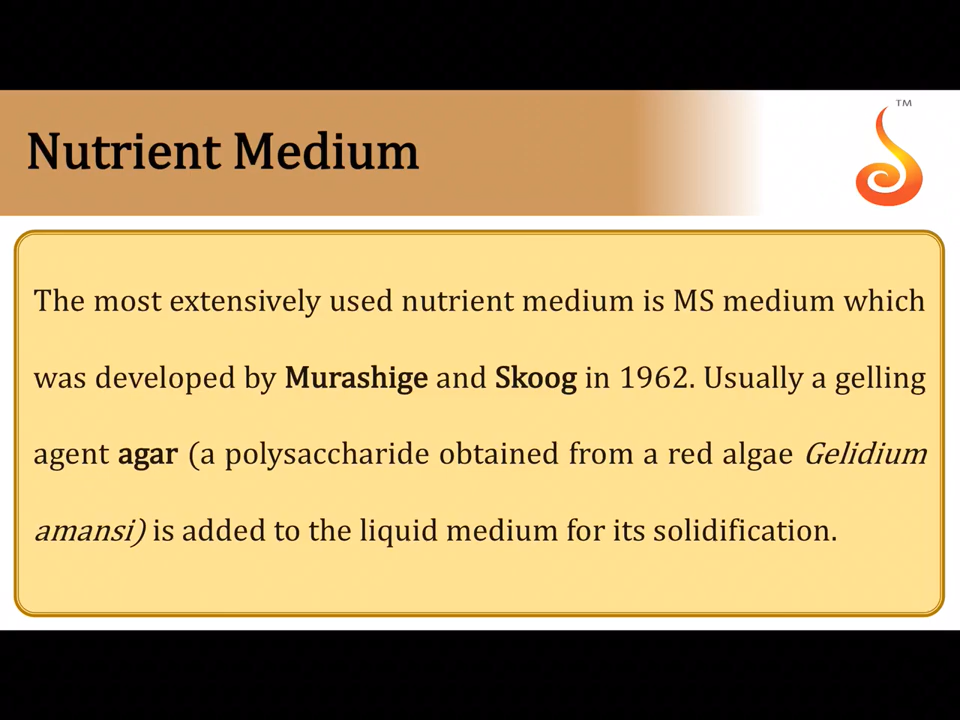 TM
Nutrient Medium
The most extensively used nutrient medium is MS medium which
was developed by Murashige and Skoog in 1962. Usually a gelling
agent agar (a polysaccharide obtained from a red algae Gelidium
amansi) is added to the liquid medium for its solidification.